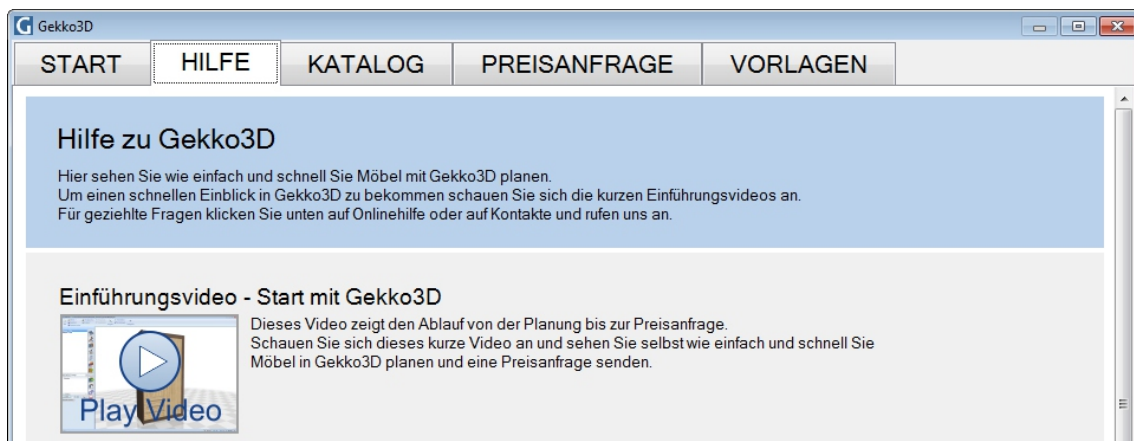 Gekko3D
START HILFE KATALOG PREISANFRAGE VORLAGEN
Hilfe zu Gekko3D
Hier sehen Sie wie einfach und schnell Sie Möbel mit Gekko3D planen.
Um einen schnellen Einblick in Gekko3D zu bekommen schauen Sie sich die kurzen Einführungsvideos an.
Für geziehlte Fragen klicken Sie unten auf Onlinehilfe oder auf Kontakte und rufen uns an.
Einführungsvideo - Start mit Gekko3D
Dieses Video zeigt den Ablauf von der Planung bis zur Preisanfrage.
Schauen Sie sich dieses kurze Video an und sehen Sie selbst wie einfach und schnell Sie
Möbel in Gekko3D planen und eine Preisanfrage senden.
Play Video